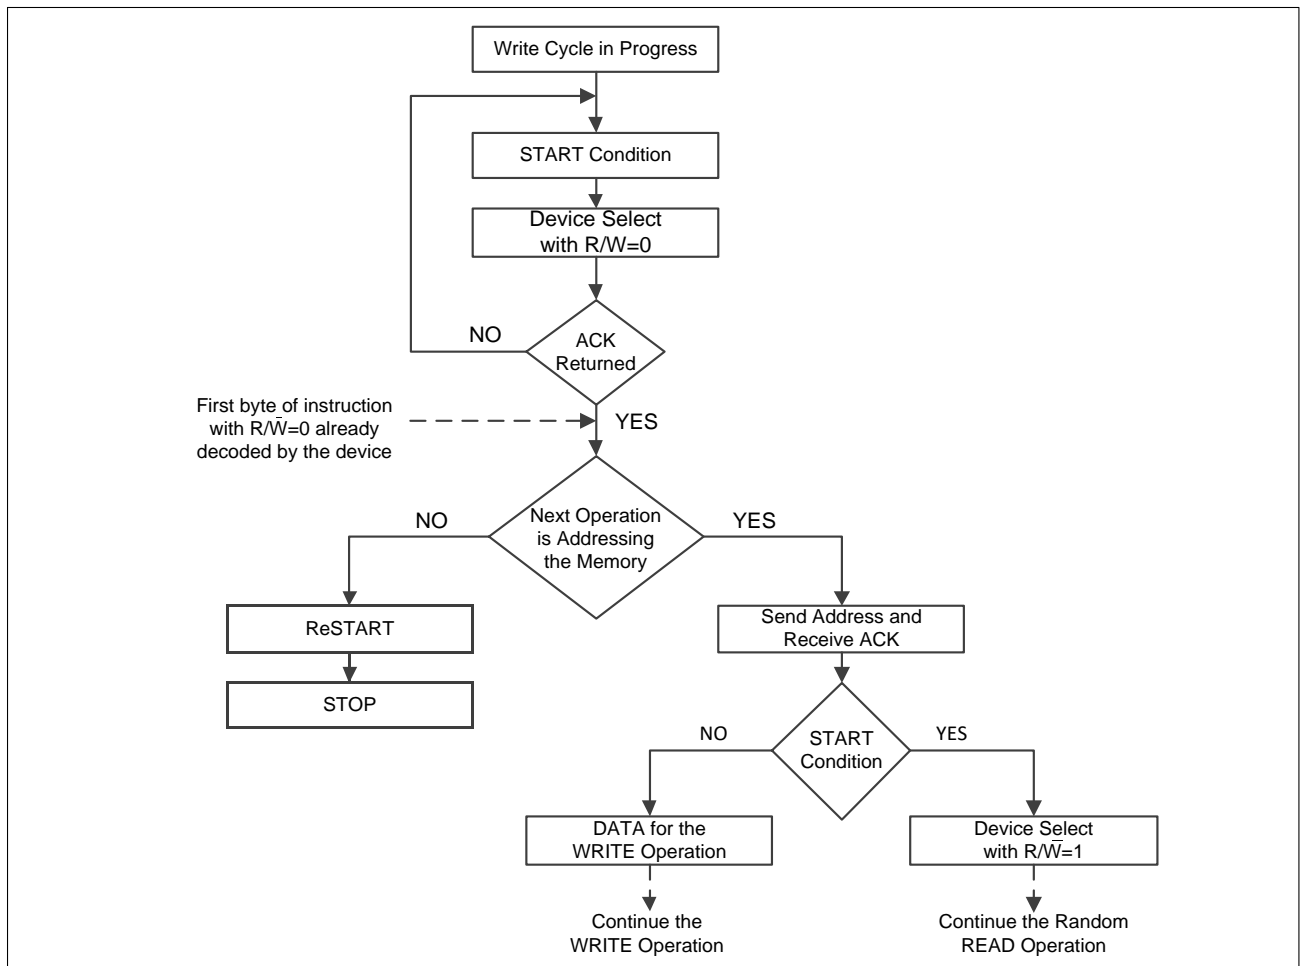 Write Cycle in Progress
START Condition
Device Select
with R/W=0
NO
ACK
Returned
First byte of instruction
with R/W̅=0 already
decoded by the device
YES
NO
Next Operation
is Addressing
the Memory
YES
ReSTART
STOP
Send Address and
Receive ACK
NO
START
Condition
YES
DATA for the
WRITE Operation
Device Select
with R/W̅=1
Continue the
WRITE Operation
Continue the Random
READ Operation